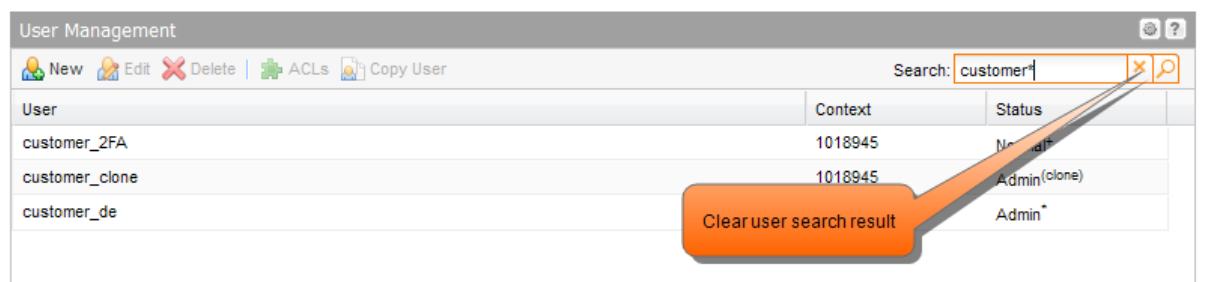 User Management ?
New Edit Delete ACLs Copy User Search: customer*
User Context Status
customer_2FA 1018945
customer_clone 1018945 Admin(clone)
customer_de Admin*
Clear user search result